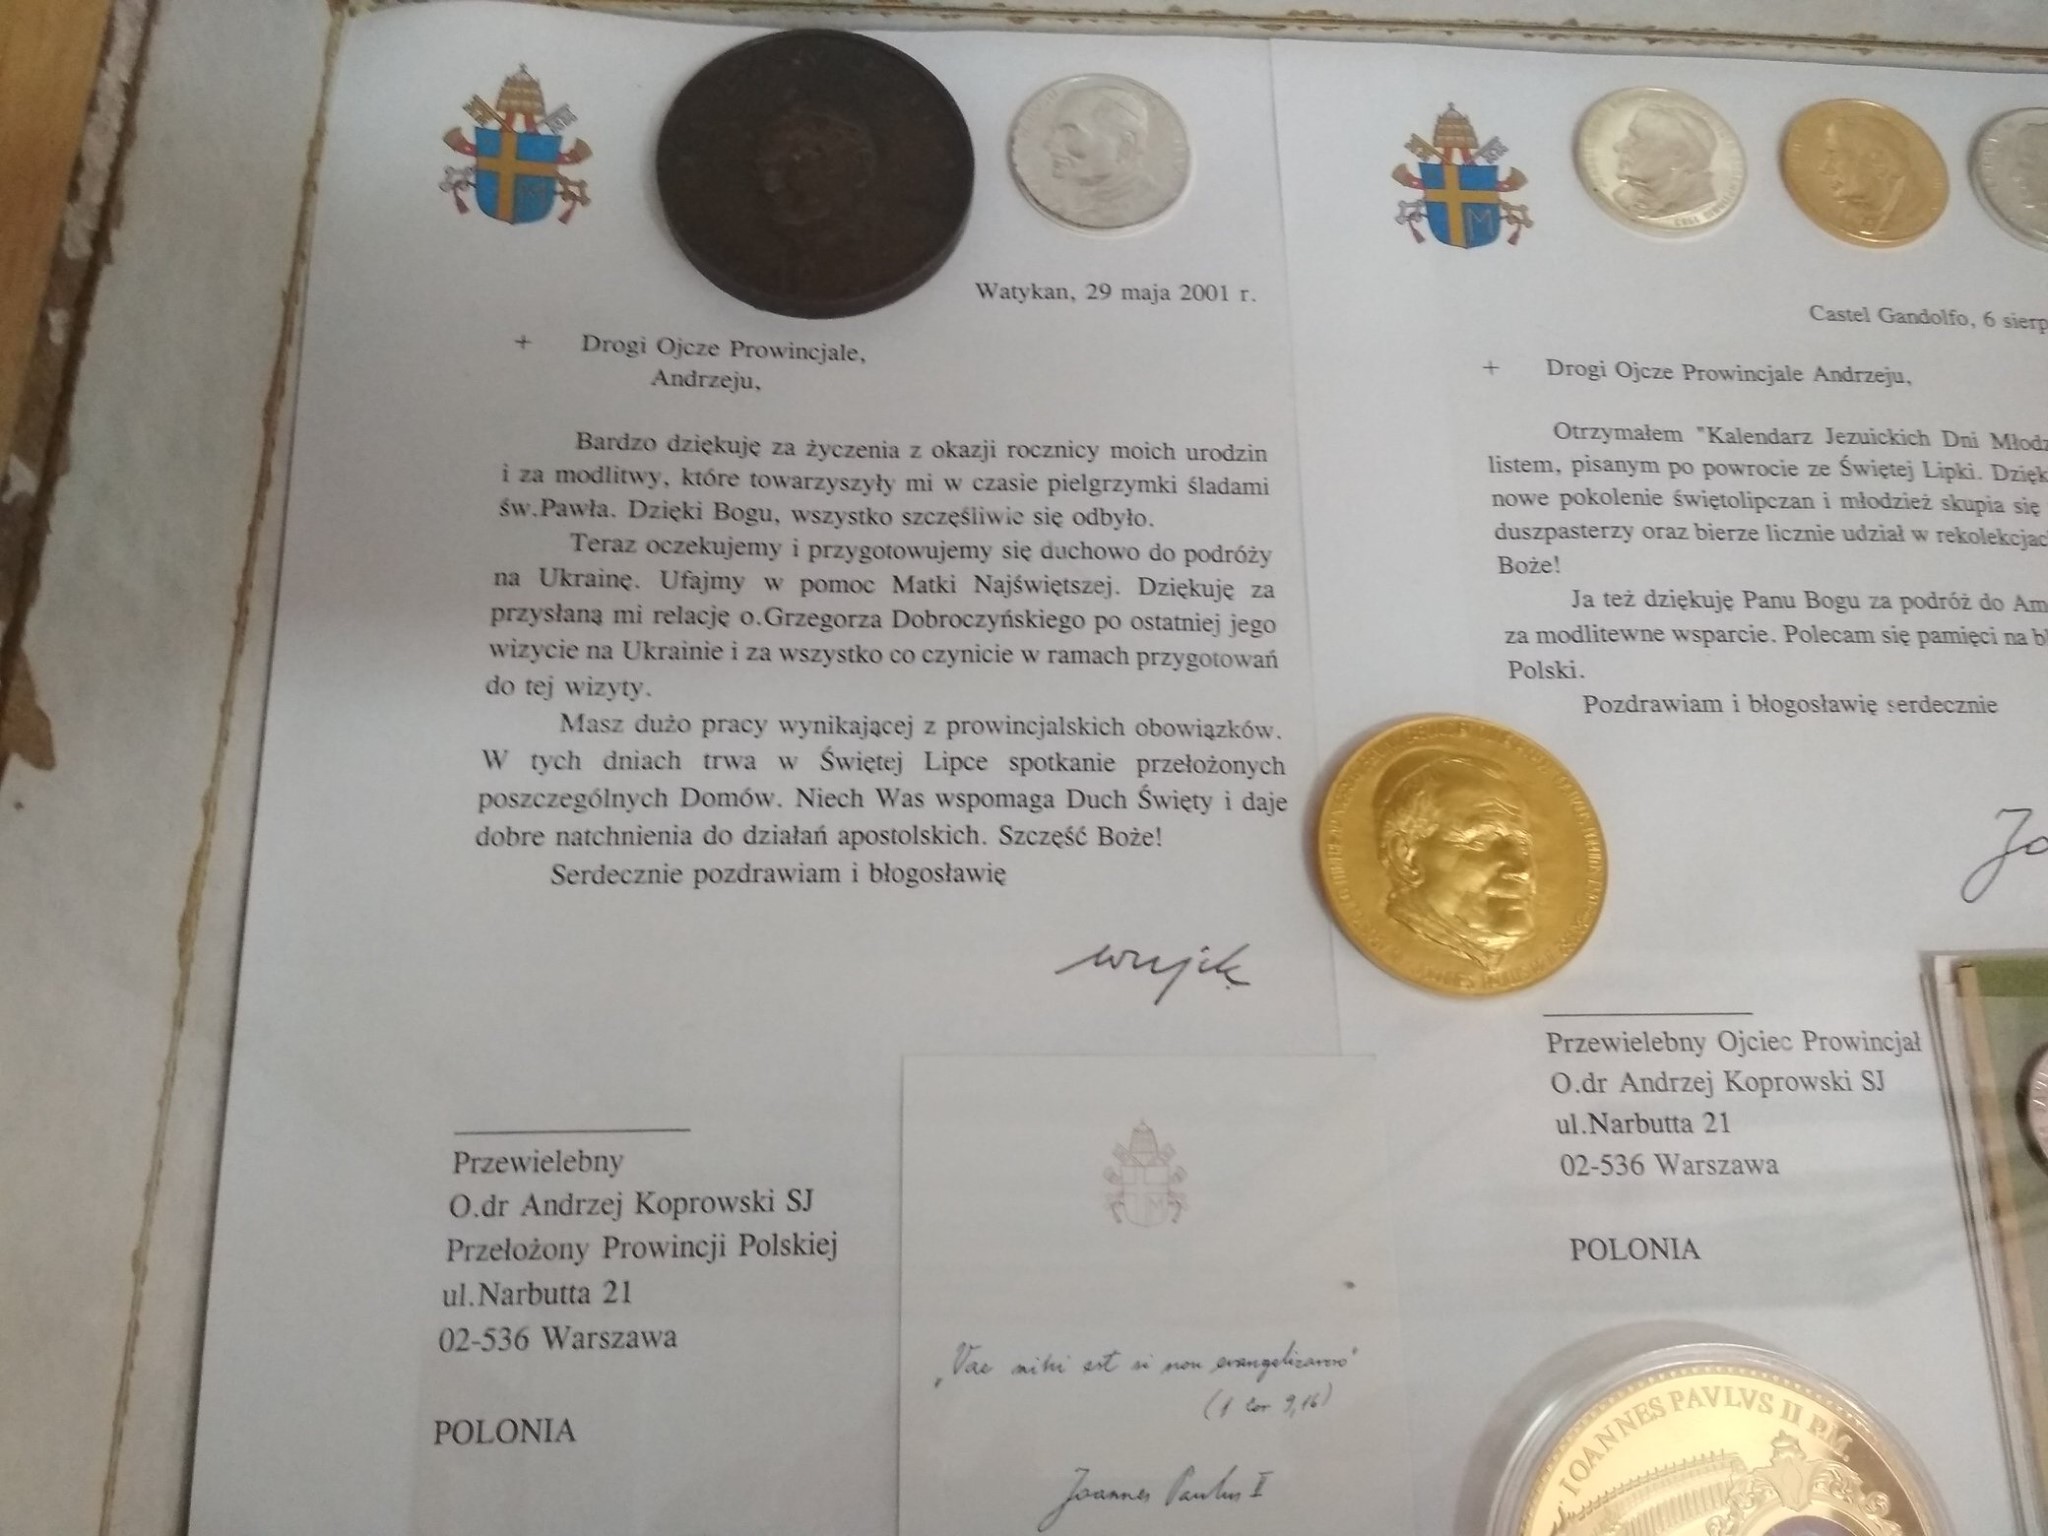 Watykan, 29 maja 2001 r.
+ Drogi Ojcze Prowincjale,
Andrzeju,
Bardzo dziękuję za życzenia z okazji rocznicy moich urodzin
i za modlitwy, które towarzyszyły mi w czasie pielgrzymki śladami
św.Pawła. Dzięki Bogu, wszystko szczęśliwie się odbyło.
Teraz oczekujemy i przygotowujemy się duchowo do podróży
na Ukrainę. Ufajmy w pomoc Matki Najświętszej. Dziękuję za
przysłaną mi relację o.Grzegorza Dobroczyńskiego po ostatniej jego
wizycie na Ukrainie i za wszystko co czynicie w ramach przygotowań
do tej wizyty.
Masz dużo pracy wynikającej z prowincjalskich obowiązków.
W tych dniach trwa w Świętej Lipce spotkanie przełożonych
poszczególnych Domów. Niech Was wspomaga Duch Święty i daje
dobre natchnienia do działań apostolskich. Szczęść Boże!
Serdecznie pozdrawiam i błogosławię
wujek
Przewielebny
O.dr Andrzej Koprowski SJ
Przełożony Prowincji Polskiej
ul.Narbutta 21
02-536 Warszawa
POLONIA
„Vae mihi est si non evangelizavero"
(1 Cor 9,16)
Joannes Paulus II
Castel Gandolfo, 6 sierp
+ Drogi Ojcze Prowincjale Andrzeju,
Otrzymałem "Kalendarz Jezuickich Dni Młodz
listem, pisanym po powrocie ze Świętej Lipki. Dzięk
nowe pokolenie świętolipczan i młodzież skupia się
duszpasterzy oraz bierze licznie udział w rekolekcjac
Boże!
Ja też dziękuję Panu Bogu za podróż do Am
za modlitewne wsparcie. Polecam się pamięci na
Polski.
Pozdrawiam i błogosławię serdecznie
Jo
Przewielebny Ojciec Prowincjał
O.dr Andrzej Koprowski SJ
ul.Narbutta 21
02-536 Warszawa
POLONIA
IOANNES PAVLVS II P.M.